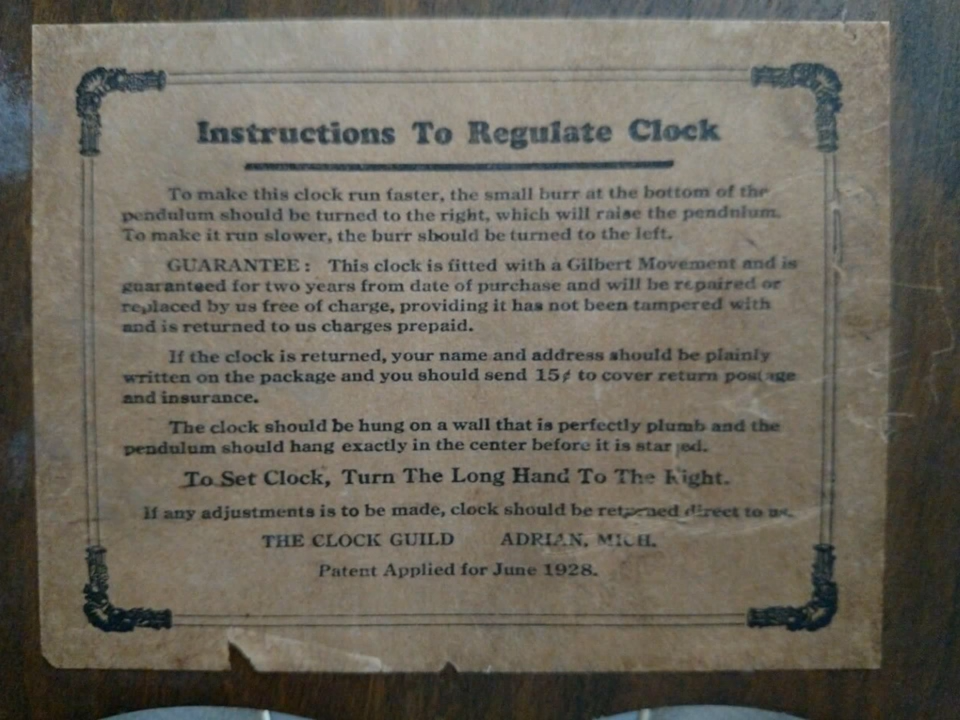 Instructions To Regulate Clock
To make this clock run faster, the small burr at the bottom of the
pendulum should be turned to the right, which will raise the pendulum.
To make it run slower, the burr should be turned to the left.
GUARANTEE: This clock is fitted with a Gilbert Movement and is
guaranteed for two years from date of purchase and will be repaired or
replaced by us free of charge, providing it has not been tampered with
and is returned to us charges prepaid.
If the clock is returned, your name and address should be plainly
written on the package and you should send 15¢ to cover return postage
and insurance.
The clock should be hung on a wall that is perfectly plumb and the
pendulum should hang exactly in the center before it is started.
To Set Clock, Turn The Long Hand To The Right.
If any adjustments is to be made, clock should be returned direct to us.
THE CLOCK GUILD ADRIAN, MICH.
Patent Applied for June 1928.